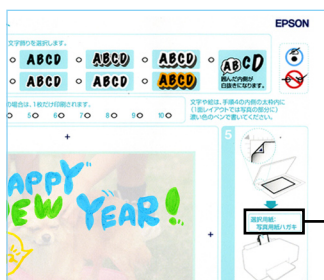 EPSON
文字飾りを選択します。
ABCD ABCD ABCD ABCD
囲んだ内側が
白抜きになります。
ABCD ABCD ABCD
の場合は、1枚だけ印刷されます。
5 6 7 8 9 10
文字や絵は、手順4の内側の太枠内に
(1面レイアウトでは写真の部分に)
濃い色のペンで書いてください。
5
APPY
EW YEAR!
選択用紙:
写真用紙ハガキ